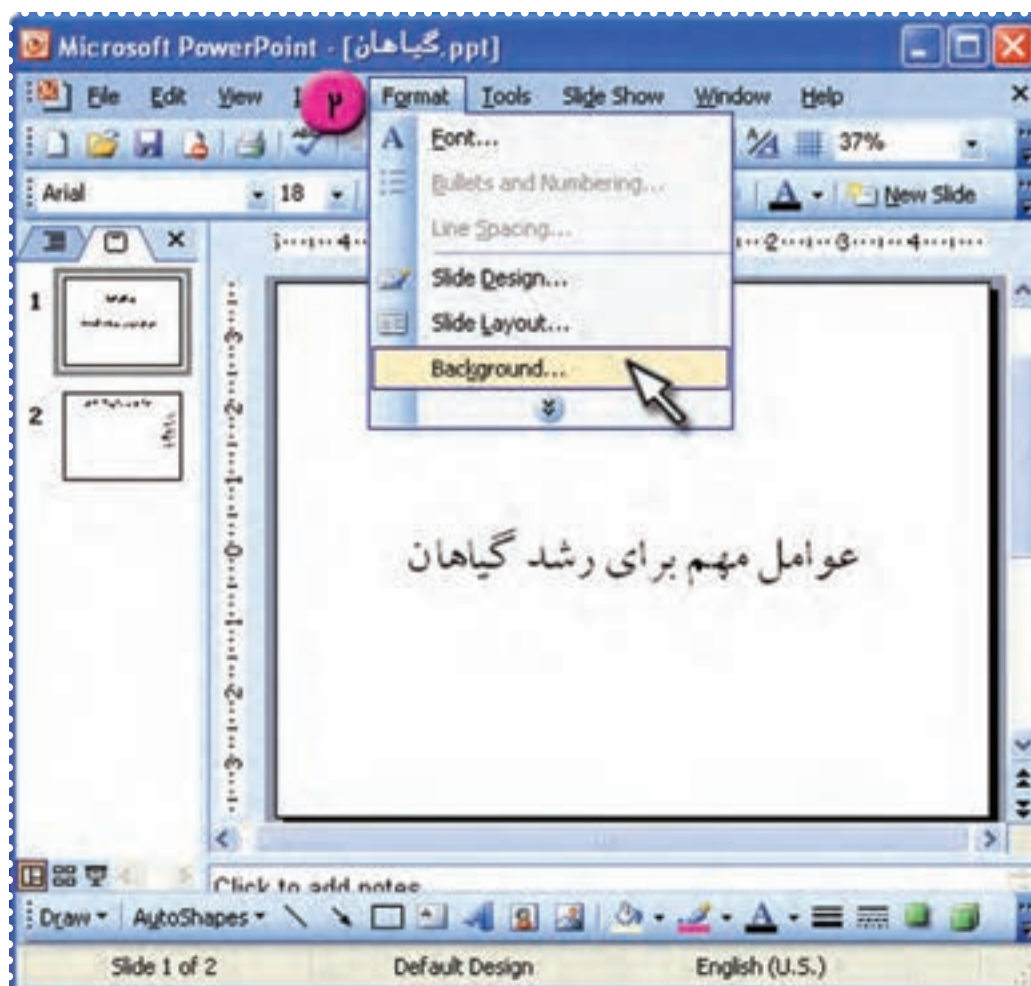 Microsoft PowerPoint - [گیاهان.ppt]
File Edit View ۲ Format Tools Slide Show Window Help
37%
Arial 18 New Slide
Font...
Bullets and Numbering...
Line Spacing...
Slide Design...
Slide Layout...
Background...
1
2
عوامل مهم برای رشد گیاهان
Click to add notes
Draw AutoShapes
Slide 1 of 2 Default Design English (U.S.)